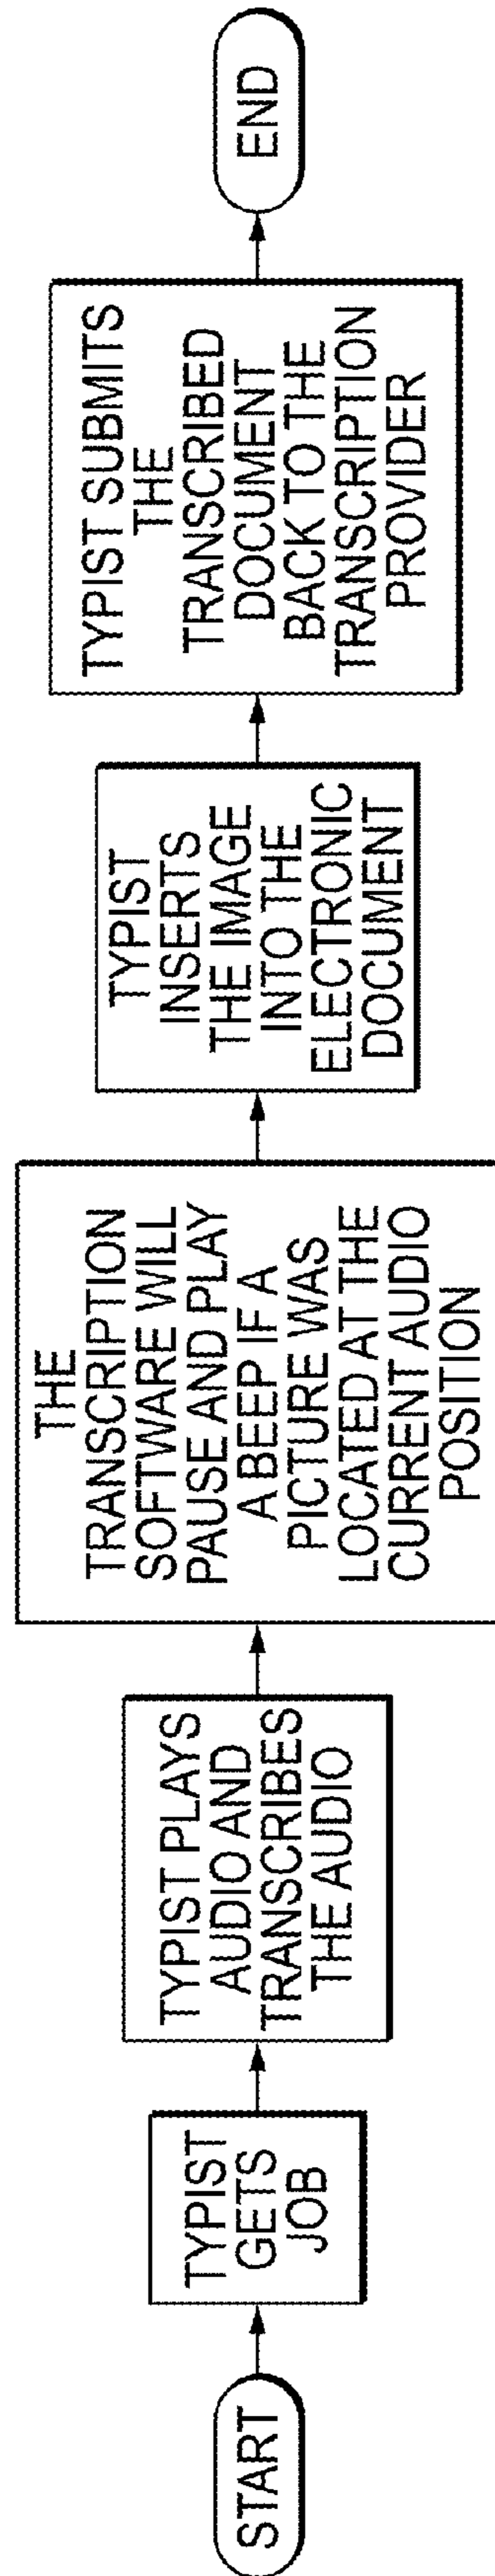 START
TYPIST
GETS
JOB
TYPIST PLAYS
AUDIO AND
TRANSCRIBES
THE AUDIO
THE
TRANSCRIPTION
SOFTWARE WILL
PAUSE AND PLAY
A BEEP IF A
PICTURE WAS
LOCATED AT THE
CURRENT AUDIO
POSITION
TYPIST
INSERTS
THE IMAGE
INTO THE
ELECTRONIC
DOCUMENT
TYPIST SUBMITS
THE
TRANSCRIBED
DOCUMENT
BACK TO THE
TRANSCRIPTION
PROVIDER
END